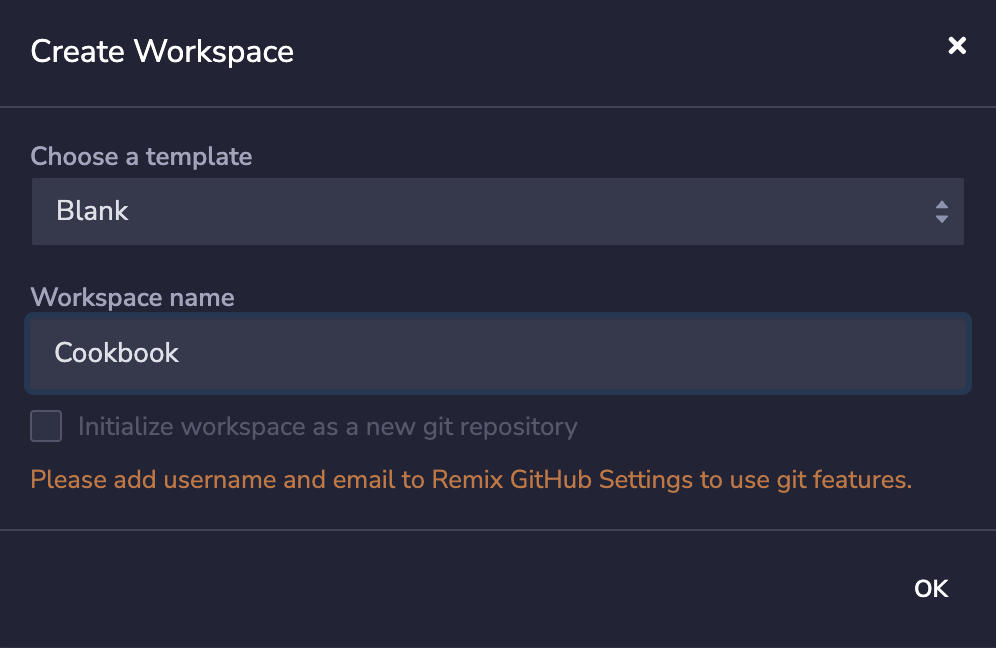 Create Workspace
Choose a template
Blank
Workspace name
Cookbook
Initialize workspace as a new git repository
Please add username and email to Remix GitHub Settings to use git features.
OK